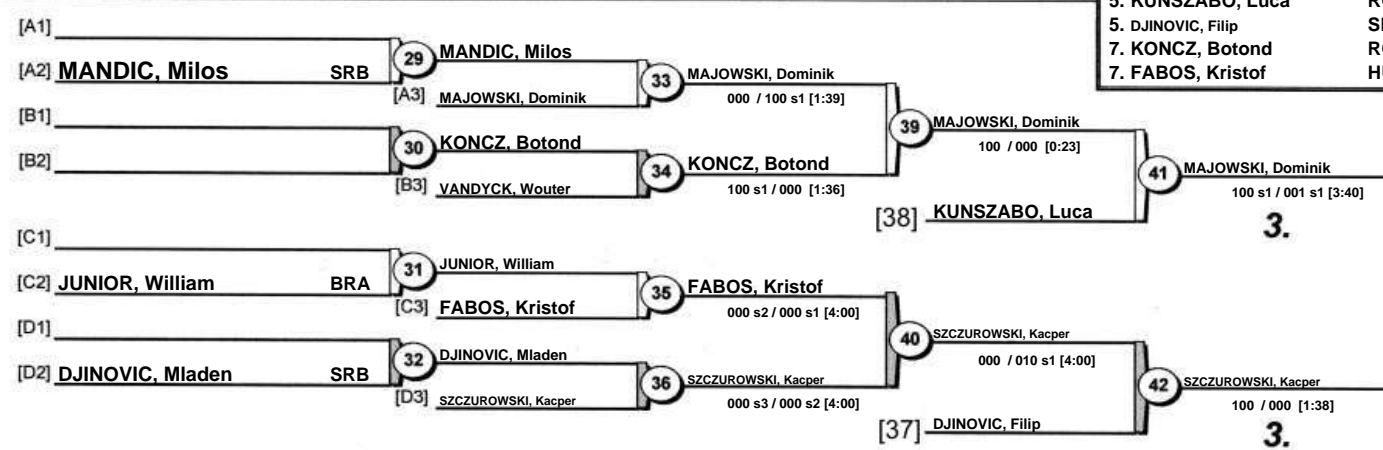 5. KUNSZABO, Luca
5. DJINOVIC, Filip
7. KONCZ, Botond
7. FABOS, Kristof
[A1]
[A2] MANDIC, Milos SRB
29 MANDIC, Milos
[A3] MAJOWSKI, Dominik
33 MAJOWSKI, Dominik
000 / 100 s1 [1:39]
[B1]
[B2]
30 KONCZ, Botond
[B3] VANDYCK, Wouter
34 KONCZ, Botond
100 s1 / 000 [1:36]
39 MAJOWSKI, Dominik
100 / 000 [0:23]
[38] KUNSZABO, Luca
41 MAJOWSKI, Dominik
100 s1 / 001 s1 [3:40]
3.
[C1]
[C2] JUNIOR, William BRA
31 JUNIOR, William
[C3] FABOS, Kristof
35 FABOS, Kristof
000 s2 / 000 s1 [4:00]
[D1]
[D2] DJINOVIC, Mladen SRB
32 DJINOVIC, Mladen
[D3] SZCZUROWSKI, Kacper
36 SZCZUROWSKI, Kacper
000 s3 / 000 s2 [4:00]
40 SZCZUROWSKI, Kacper
000 / 010 s1 [4:00]
[37] DJINOVIC, Filip
42 SZCZUROWSKI, Kacper
100 / 000 [1:38]
3.